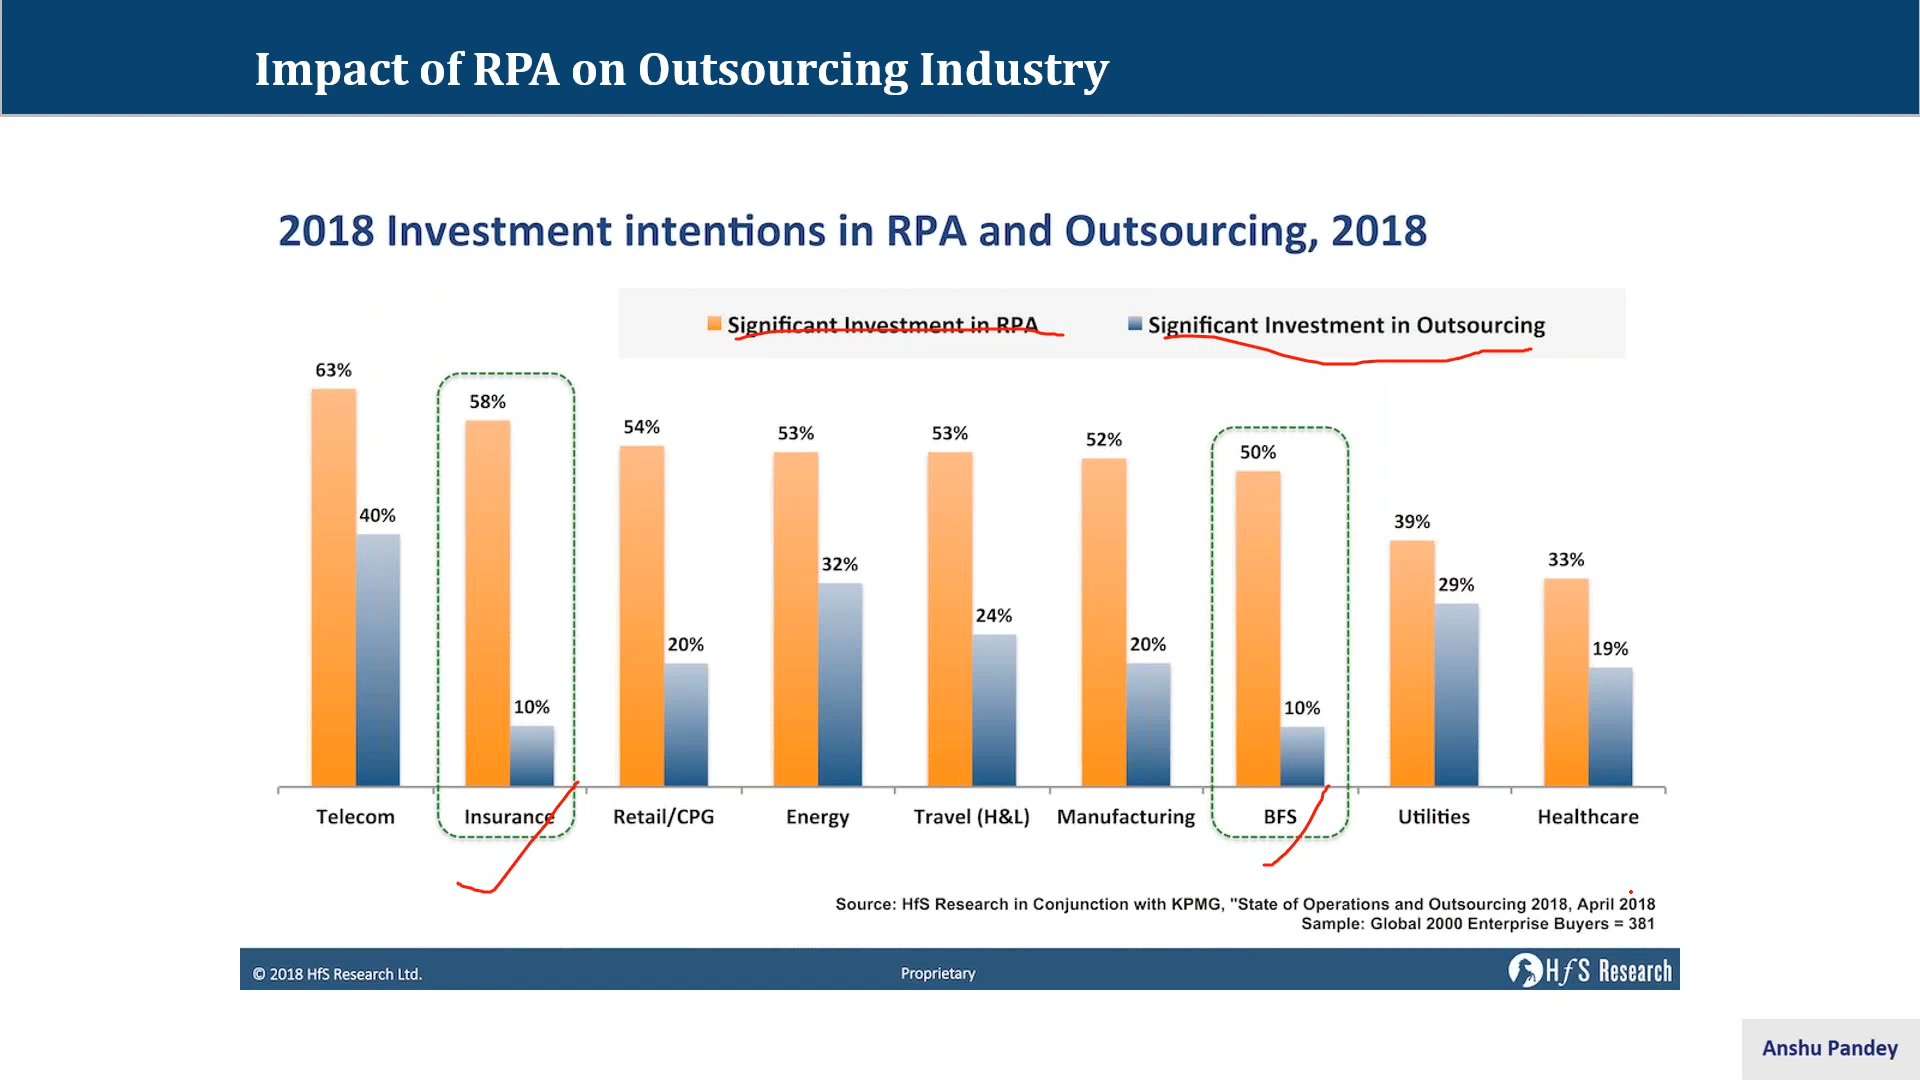 Impact of RPA on Outsourcing Industry
2018 Investment intentions in RPA and Outsourcing, 2018
Significant Investment in RPA
Significant Investment in Outsourcing
63%
40%
58%
10%
54%
20%
53%
32%
53%
24%
52%
20%
50%
10%
39%
29%
33%
19%
Telecom
Insurance
Retail/CPG
Energy
Travel (H&L)
Manufacturing
BFS
Utilities
Healthcare
Source: HfS Research in Conjunction with KPMG, "State of Operations and Outsourcing 2018, April 2018
Sample: Global 2000 Enterprise Buyers = 381
© 2018 HfS Research Ltd.
Proprietary
HfS Research
Anshu Pandey